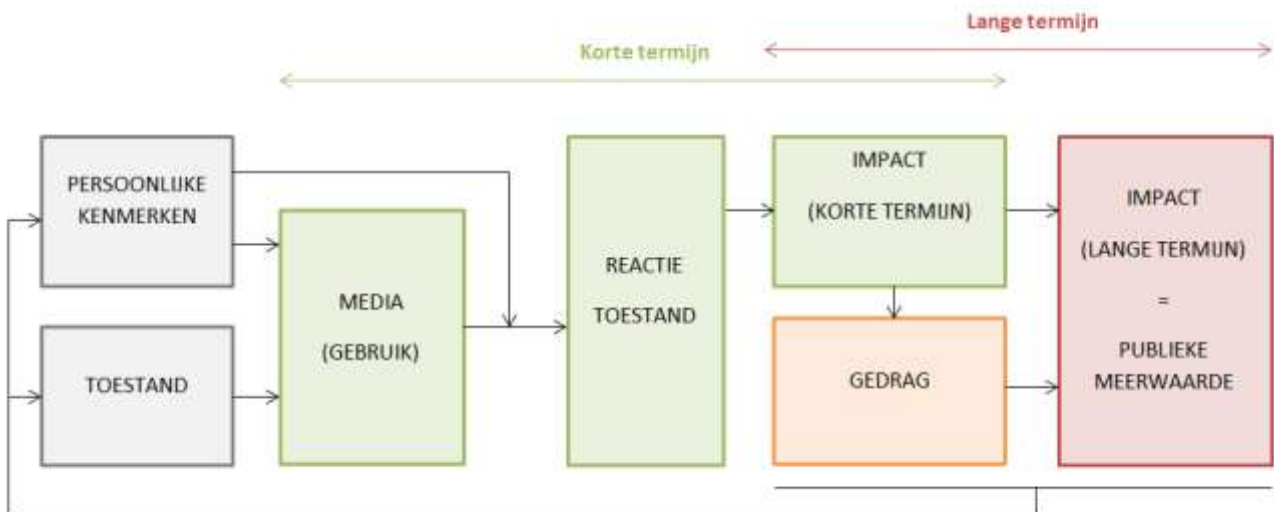 Lange termijn
Korte termijn
PERSOONLIJKE
KENMERKEN
TOESTAND
MEDIA
(GEBRUIK)
REACTIE
TOESTAND
IMPACT
(KORTE TERMIJN)
GEDRAG
IMPACT
(LANGE TERMIJN)
=
PUBLIEKE
MEERWAARDE